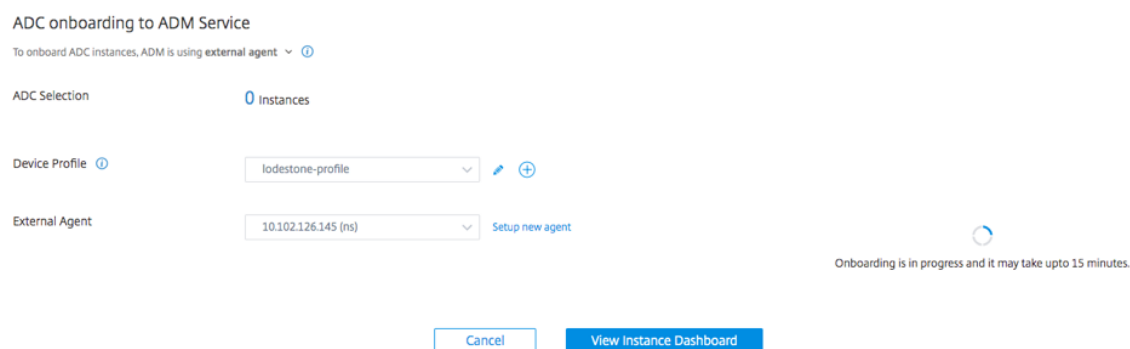 ADC onboarding to ADM Service
To onboard ADC instances, ADM is using external agent
ADC Selection
0 Instances
Device Profile
lodestone-profile
External Agent
10.102.126.145 (ns)
Setup new agent
Onboarding is in progress and it may take upto 15 minutes.
Cancel
View Instance Dashboard